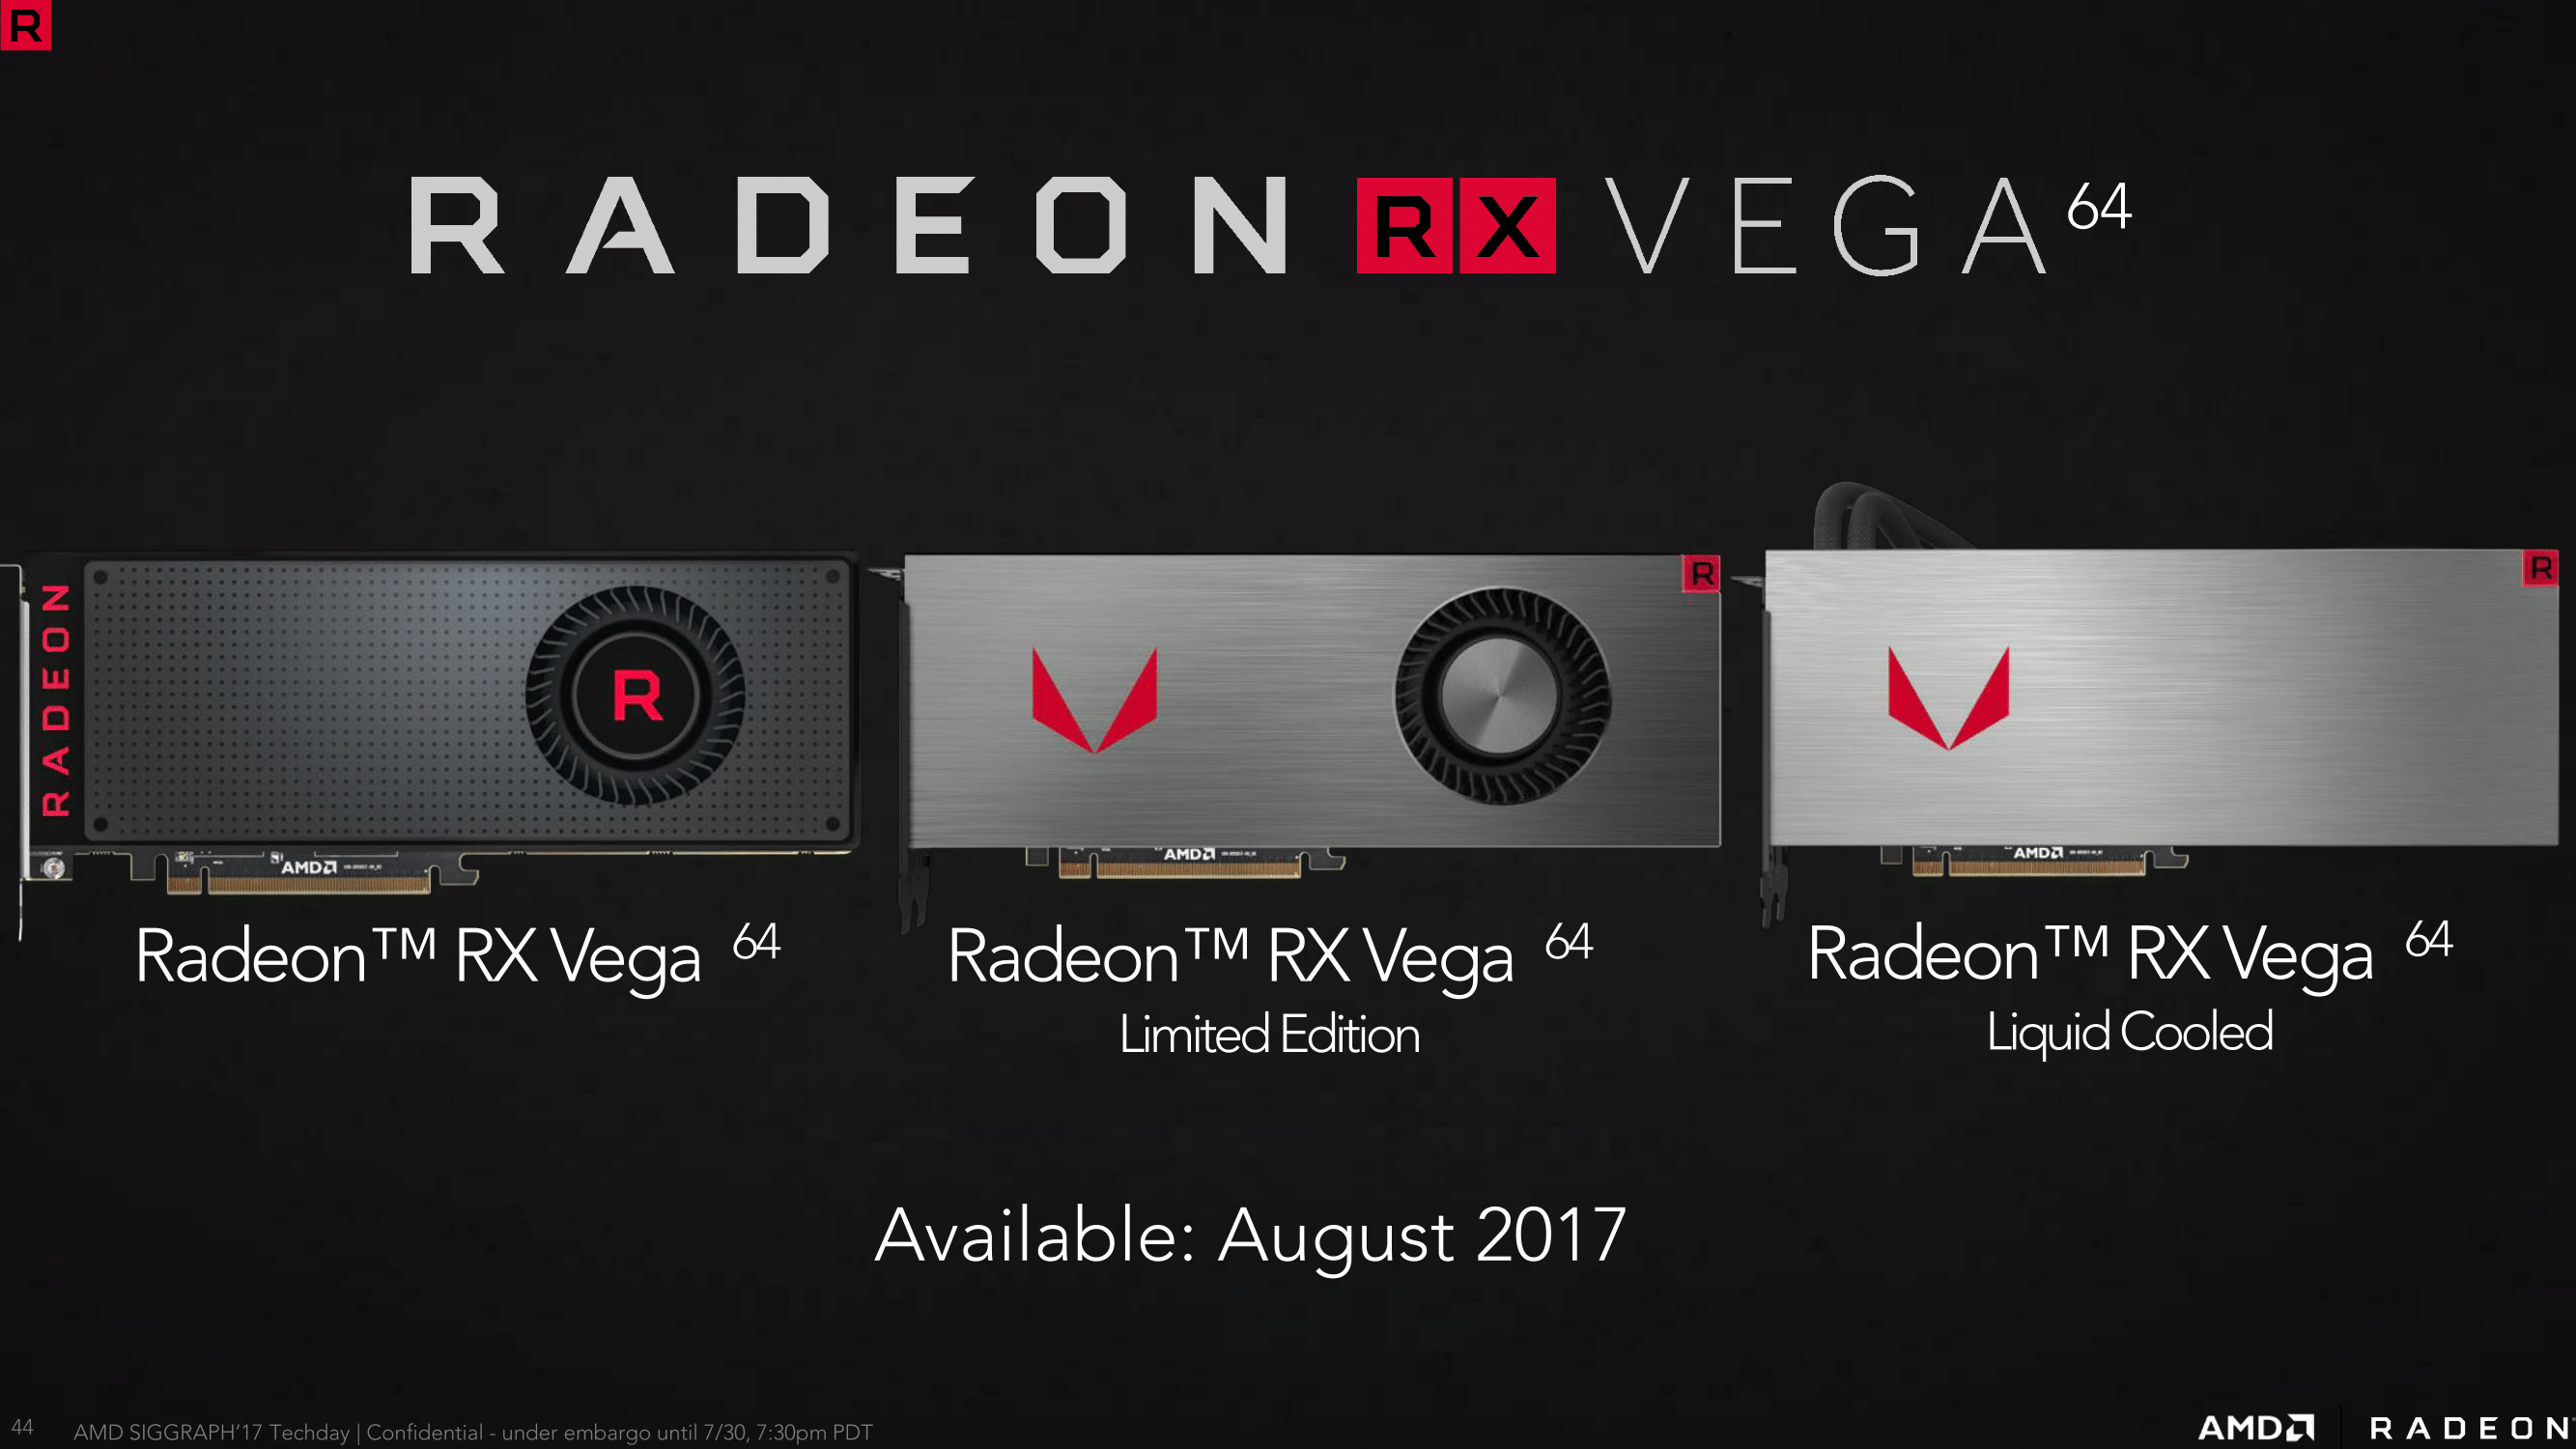 R
RADEON RX VEGA 64
RADEON
R
R
R
AMD
AMD
AMD
Radeon™ RX Vega 64
Radeon™ RX Vega 64
Limited Edition
Radeon™ RX Vega 64
Liquid Cooled
Available: August 2017
44
AMD SIGGRAPH'17 Techday | Confidential - under embargo until 7/30, 7:30pm PDT
AMD
RADEON